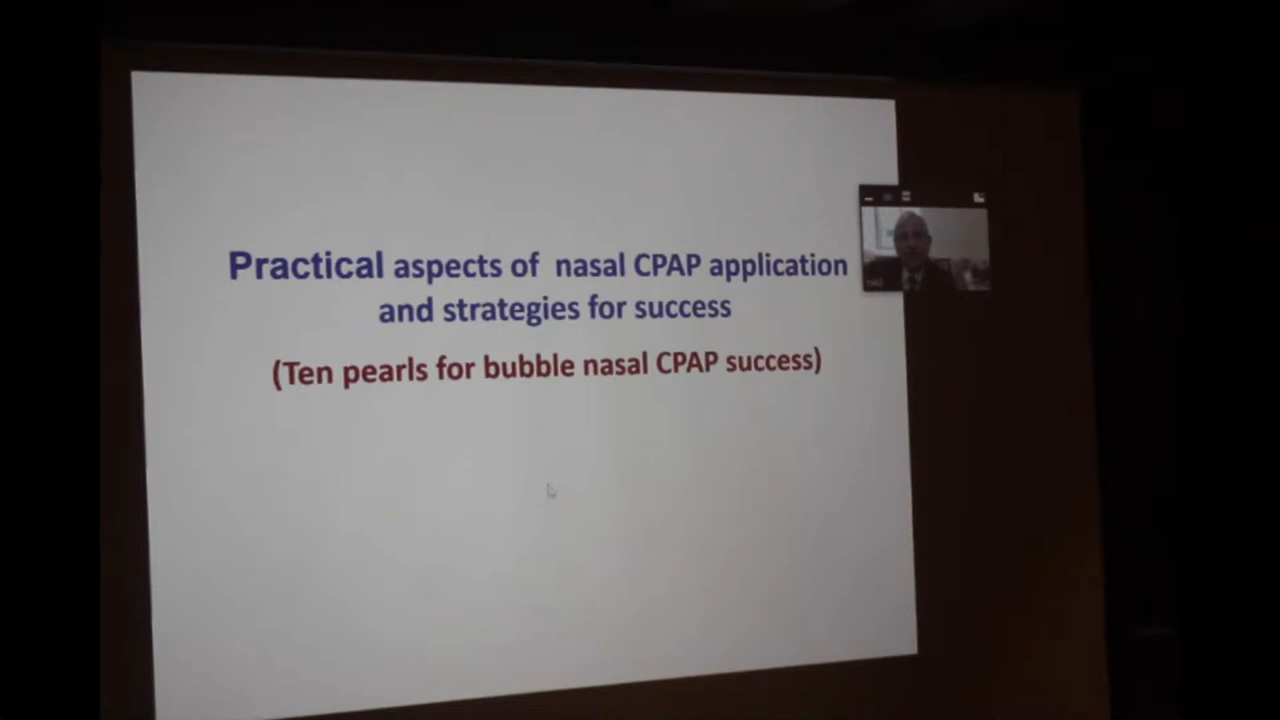 Practical aspects of nasal CPAP application
and strategies for success
(Ten pearls for bubble nasal CPAP success)